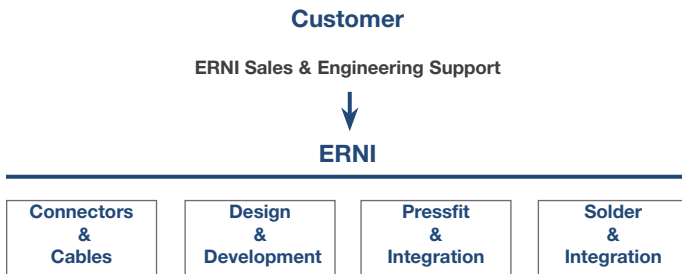 Customer
ERNI Sales & Engineering Support
ERNI
Connectors
&
Cables
Design
&
Development
Pressfit
&
Integration
Solder
&
Integration